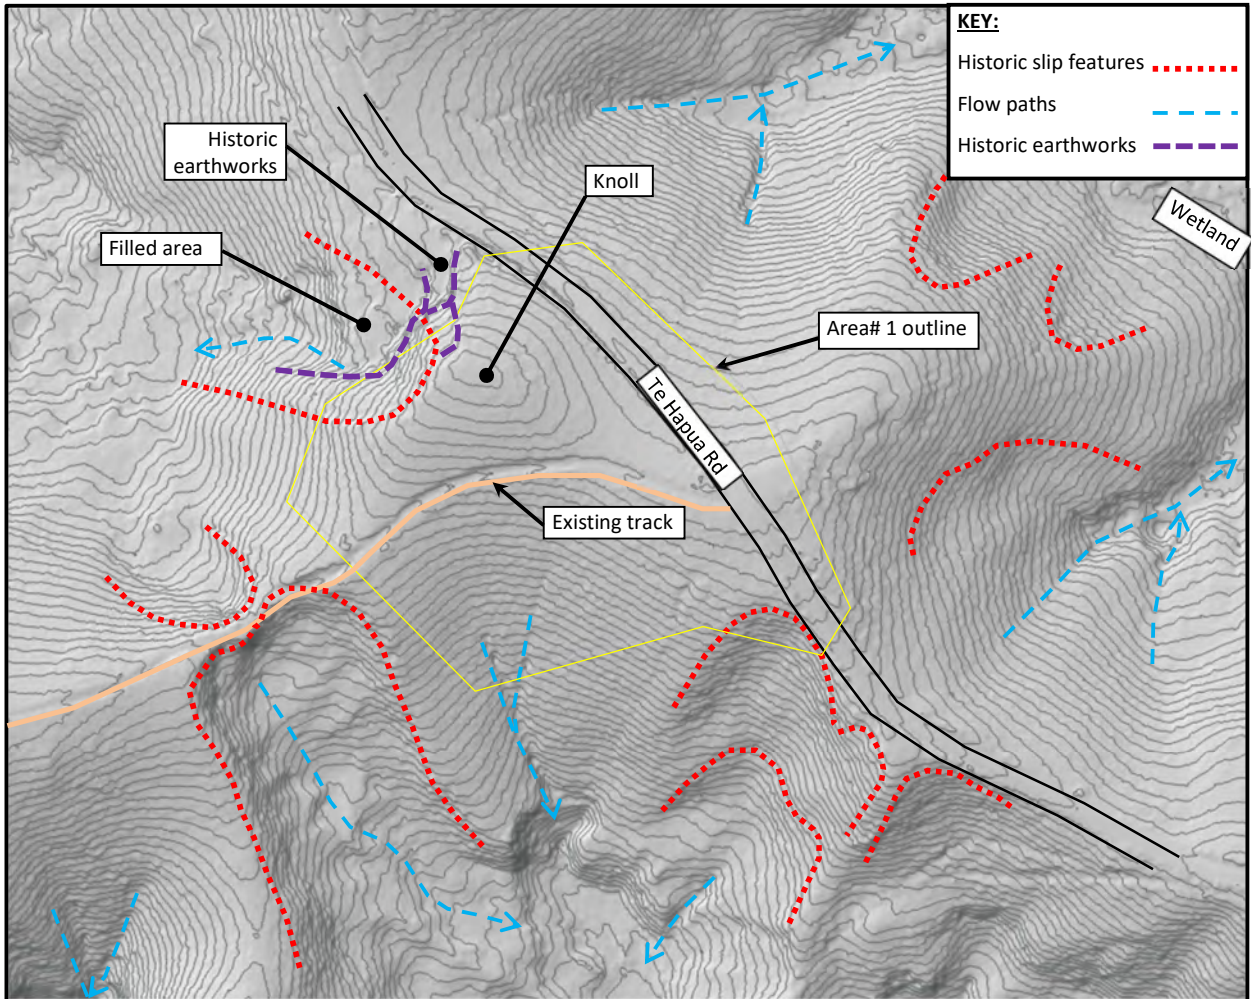 KEY:
Historic slip features
Flow paths
Historic earthworks
Historic
earthworks
Knoll
Wetland
Filled area
Area# 1 outline
Te Hapua Rd
Existing track